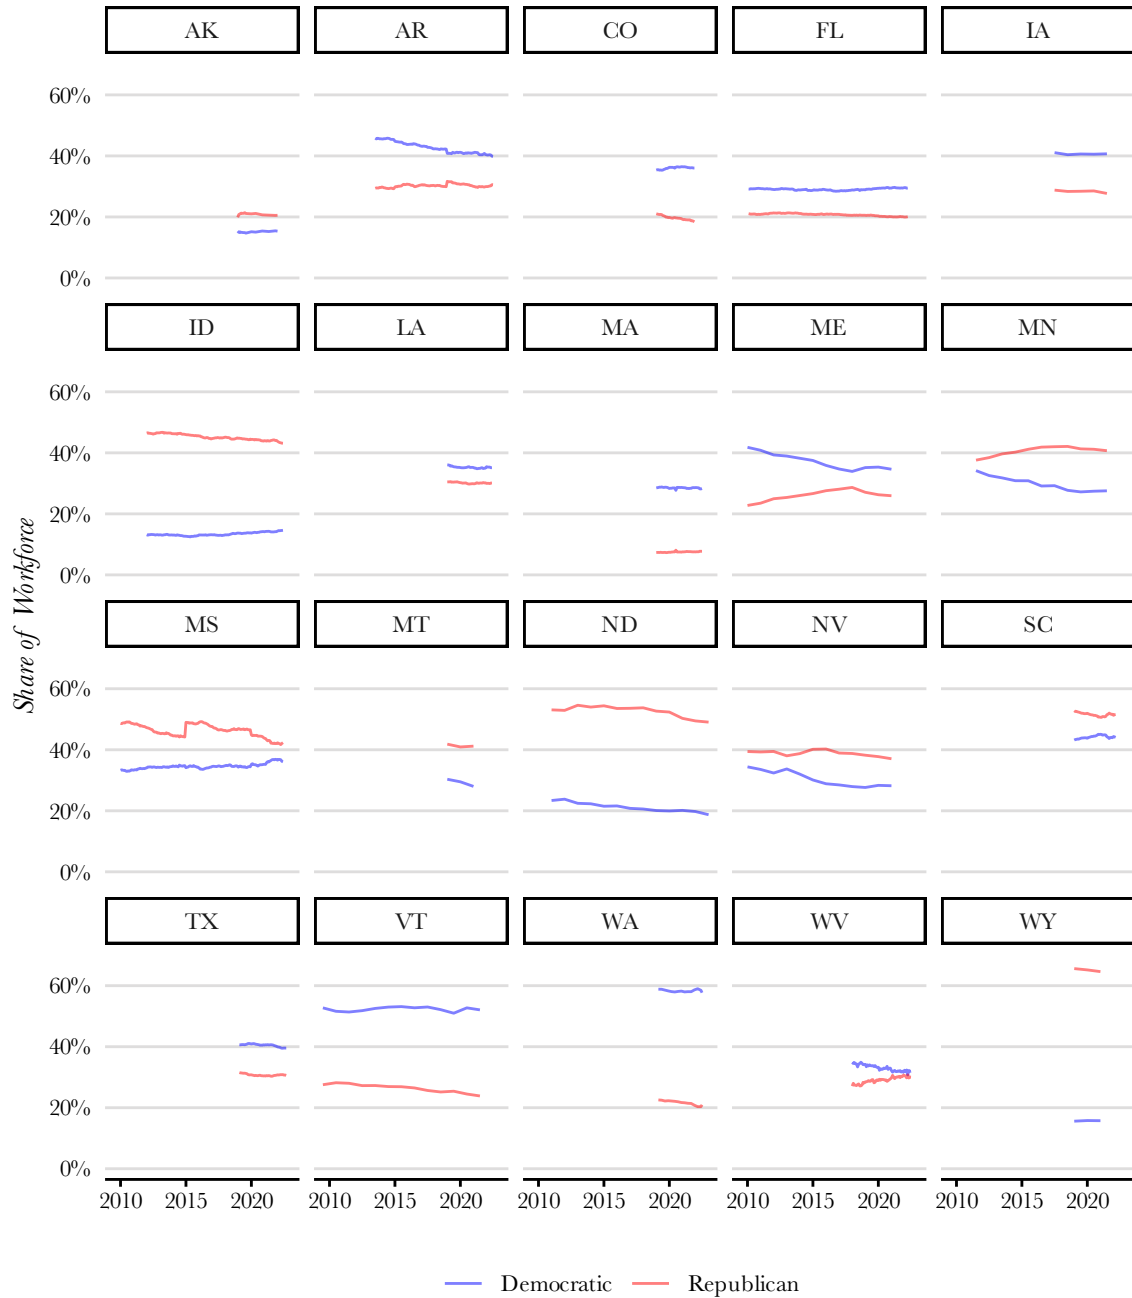 AK AR CO FL IA
60%
40%
20%
0%
ID LA MA ME MN
60%
40%
20%
0%
MS MT ND NV SC
60%
40%
20%
0%
TX VT WA WV WY
60%
40%
20%
0%
2010 2015 2020 2010 2015 2020 2010 2015 2020 2010 2015 2020 2010 2015 2020
Share of Workforce
Democratic Republican